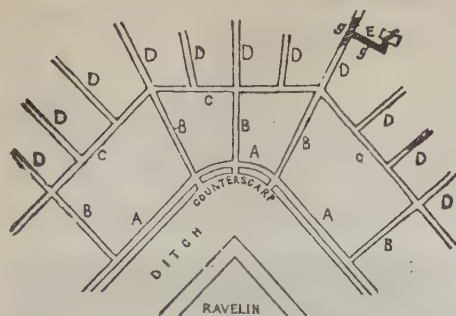 g E
g
D D D D D
D C D
D B B B D
C A A C D
D D
B A COUNTERSCARP A D
B
DITCH
RAVELIN